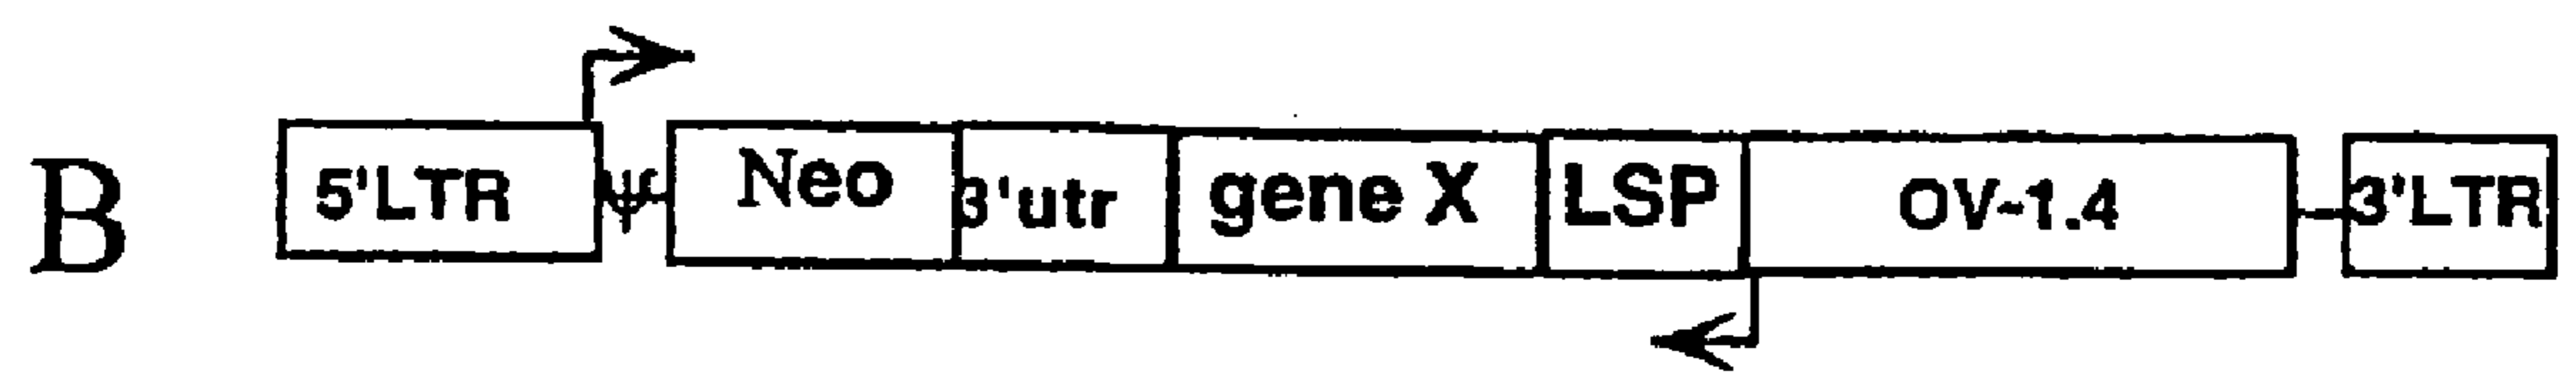 B 5'LTR ψ Neo 3'utr gene X LSP OV-1.4 3'LTR